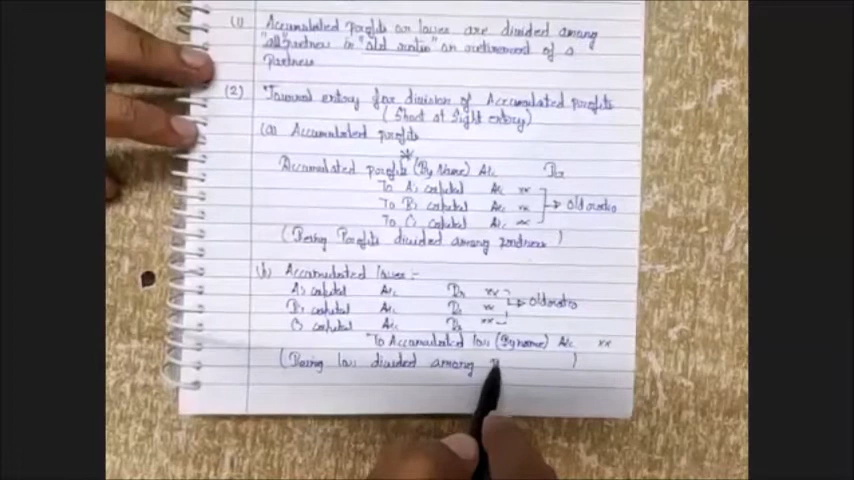 (1) Accumulated Profits or losses are divided among
"all" Partners in "old ratio" on retirement of a
Partners
(2) Journal entry for division of Accumulated profits
(Short at Sight entry)
(a) Accumulated profits
Accumulated profits (By Name) A/c Dr
To A's capital A/c xx
To B's capital A/c xx → Old ratio
To C's capital A/c xx
(Being Profits divided among partners)
(b) Accumulated losses :-
A's capital A/c Dr xx
B's capital A/c Dr xx → Old ratio
C's capital A/c Dr xx
To Accumulated loss (By name) A/c xx
(Being loss divided among )